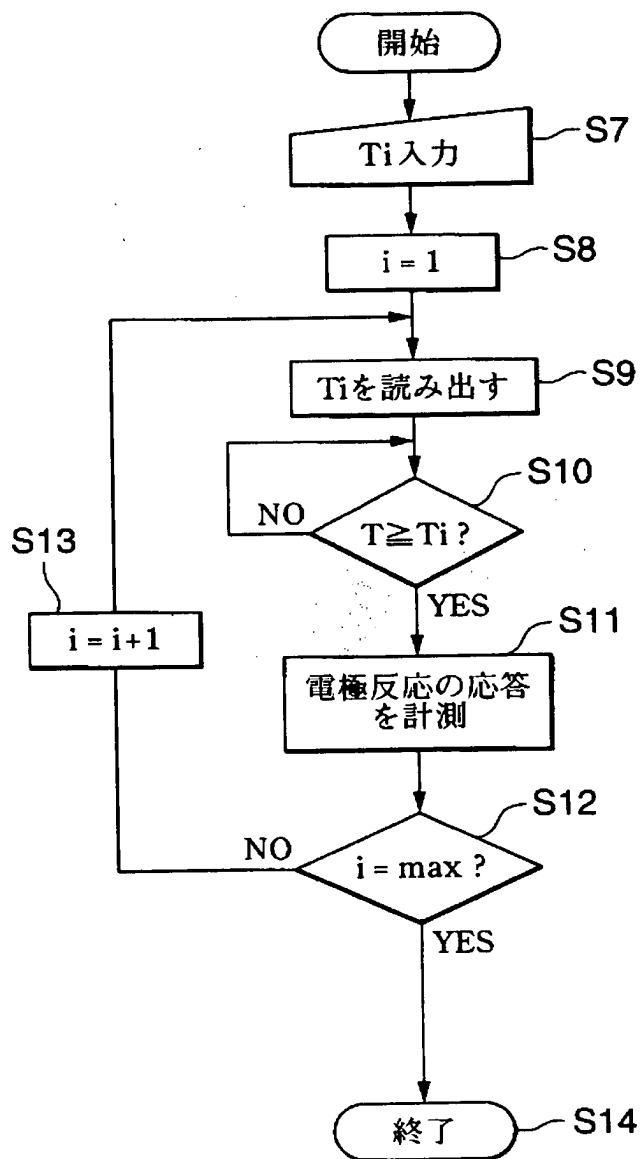 開始
Ti入力
S7
i = 1
S8
Tiを読み出す
S9
S10
T≧Ti ?
NO
YES
S13
i = i+1
S11
電極反応の応答
を計測
S12
i = max ?
NO
YES
終了
S14